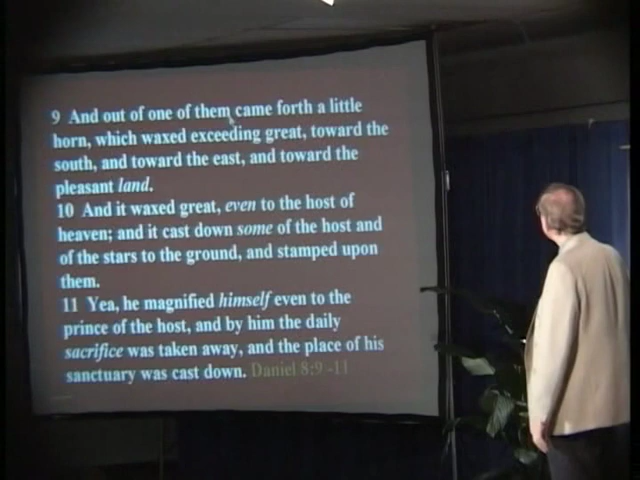 9 And out of one of them came forth a little
horn, which waxed exceeding great, toward the
south, and toward the east, and toward the
pleasant land.
10 And it waxed great, even to the host of
heaven; and it cast down some of the host and
of the stars to the ground, and stamped upon
them.
11 Yea, he magnified himself even to the
prince of the host, and by him the daily
sacrifice was taken away, and the place of his
sanctuary was cast down. Daniel 8:9 -11